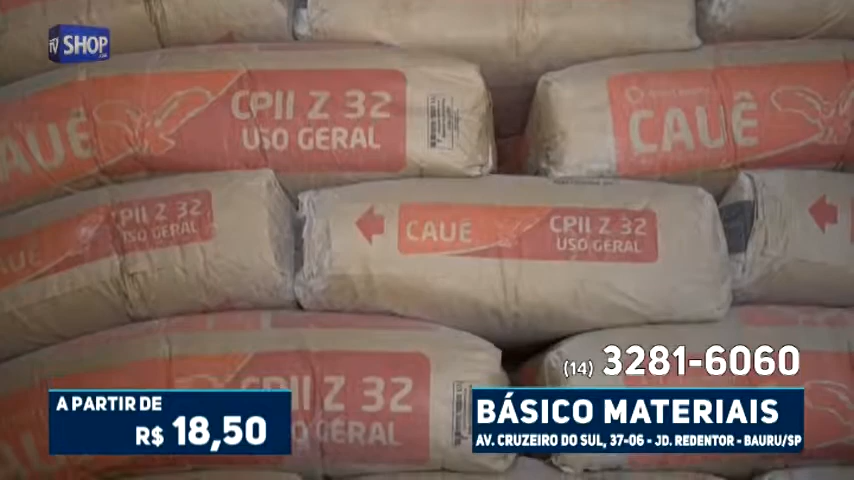 TV SHOP
CAUÊ
CPII Z 32
USO GERAL
CAUÊ
CPII Z 32
USO GERAL
CAUÊ
CPII Z 32
USO GERAL
CPII Z 32
GERAL
(14) 3281-6060
A PARTIR DE
R$ 18,50
BÁSICO MATERIAIS
AV. CRUZEIRO DO SUL, 37-06 - JD. REDENTOR - BAURU/SP